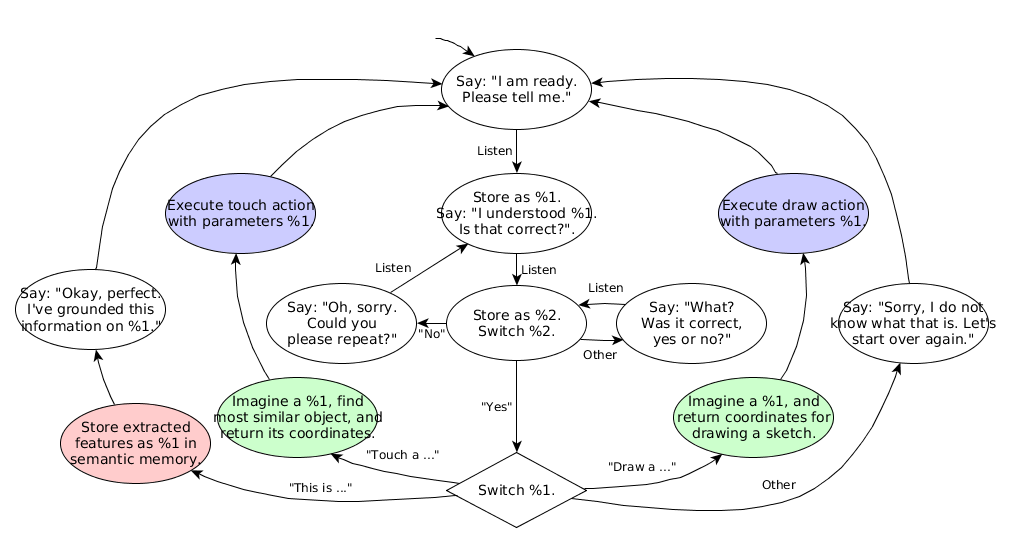 Say: "I am ready.
Please tell me."
Listen
Store as %1.
Say: "I understood %1.
Is that correct?".
Execute touch action
with parameters %1.
Execute draw action
with parameters %1.
Listen
Listen
Listen
Say: "Okay, perfect.
I've grounded this
information on %1."
Say: "Oh, sorry.
Could you
please repeat?"
"No"
Store as %2.
Switch %2.
Other
Say: "What?
Was it correct,
yes or no?"
Say: "Sorry, I do not
know what that is. Let's
start over again."
"Yes"
Imagine a %1, find
most similar object, and
return its coordinates.
Imagine a %1, and
return coordinates for
drawing a sketch.
Store extracted
features as %1 in
semantic memory.
"Touch a ..."
"Draw a ..."
"This is ..."
Switch %1.
Other